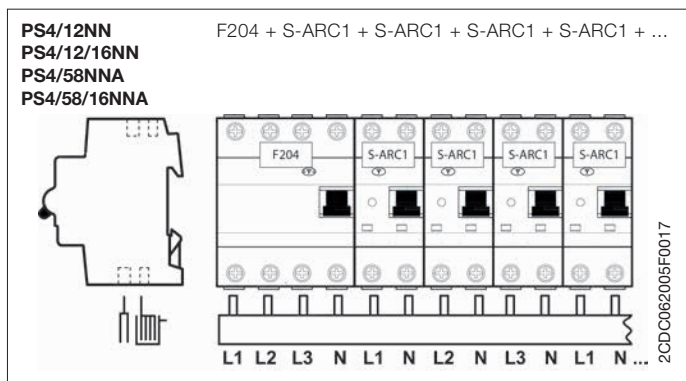 PS4/12NN
PS4/12/16NN
PS4/58NNA
PS4/58/16NNA
F204 + S-ARC1 + S-ARC1 + S-ARC1 + S-ARC1 + ...
F204 S-ARC1 S-ARC1 S-ARC1 S-ARC1
L1 L2 L3 N L1 N L2 N L3 N L1 N ...
2CDC062005F0017